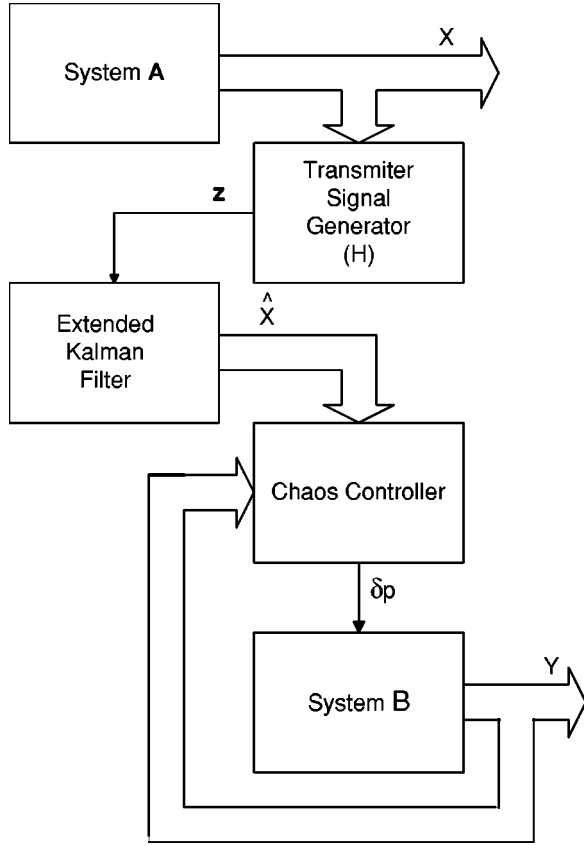 X
System A
Transmiter
Signal
Generator
(H)
z
^
X
Extended
Kalman
Filter
Chaos Controller
δp
Y
System B